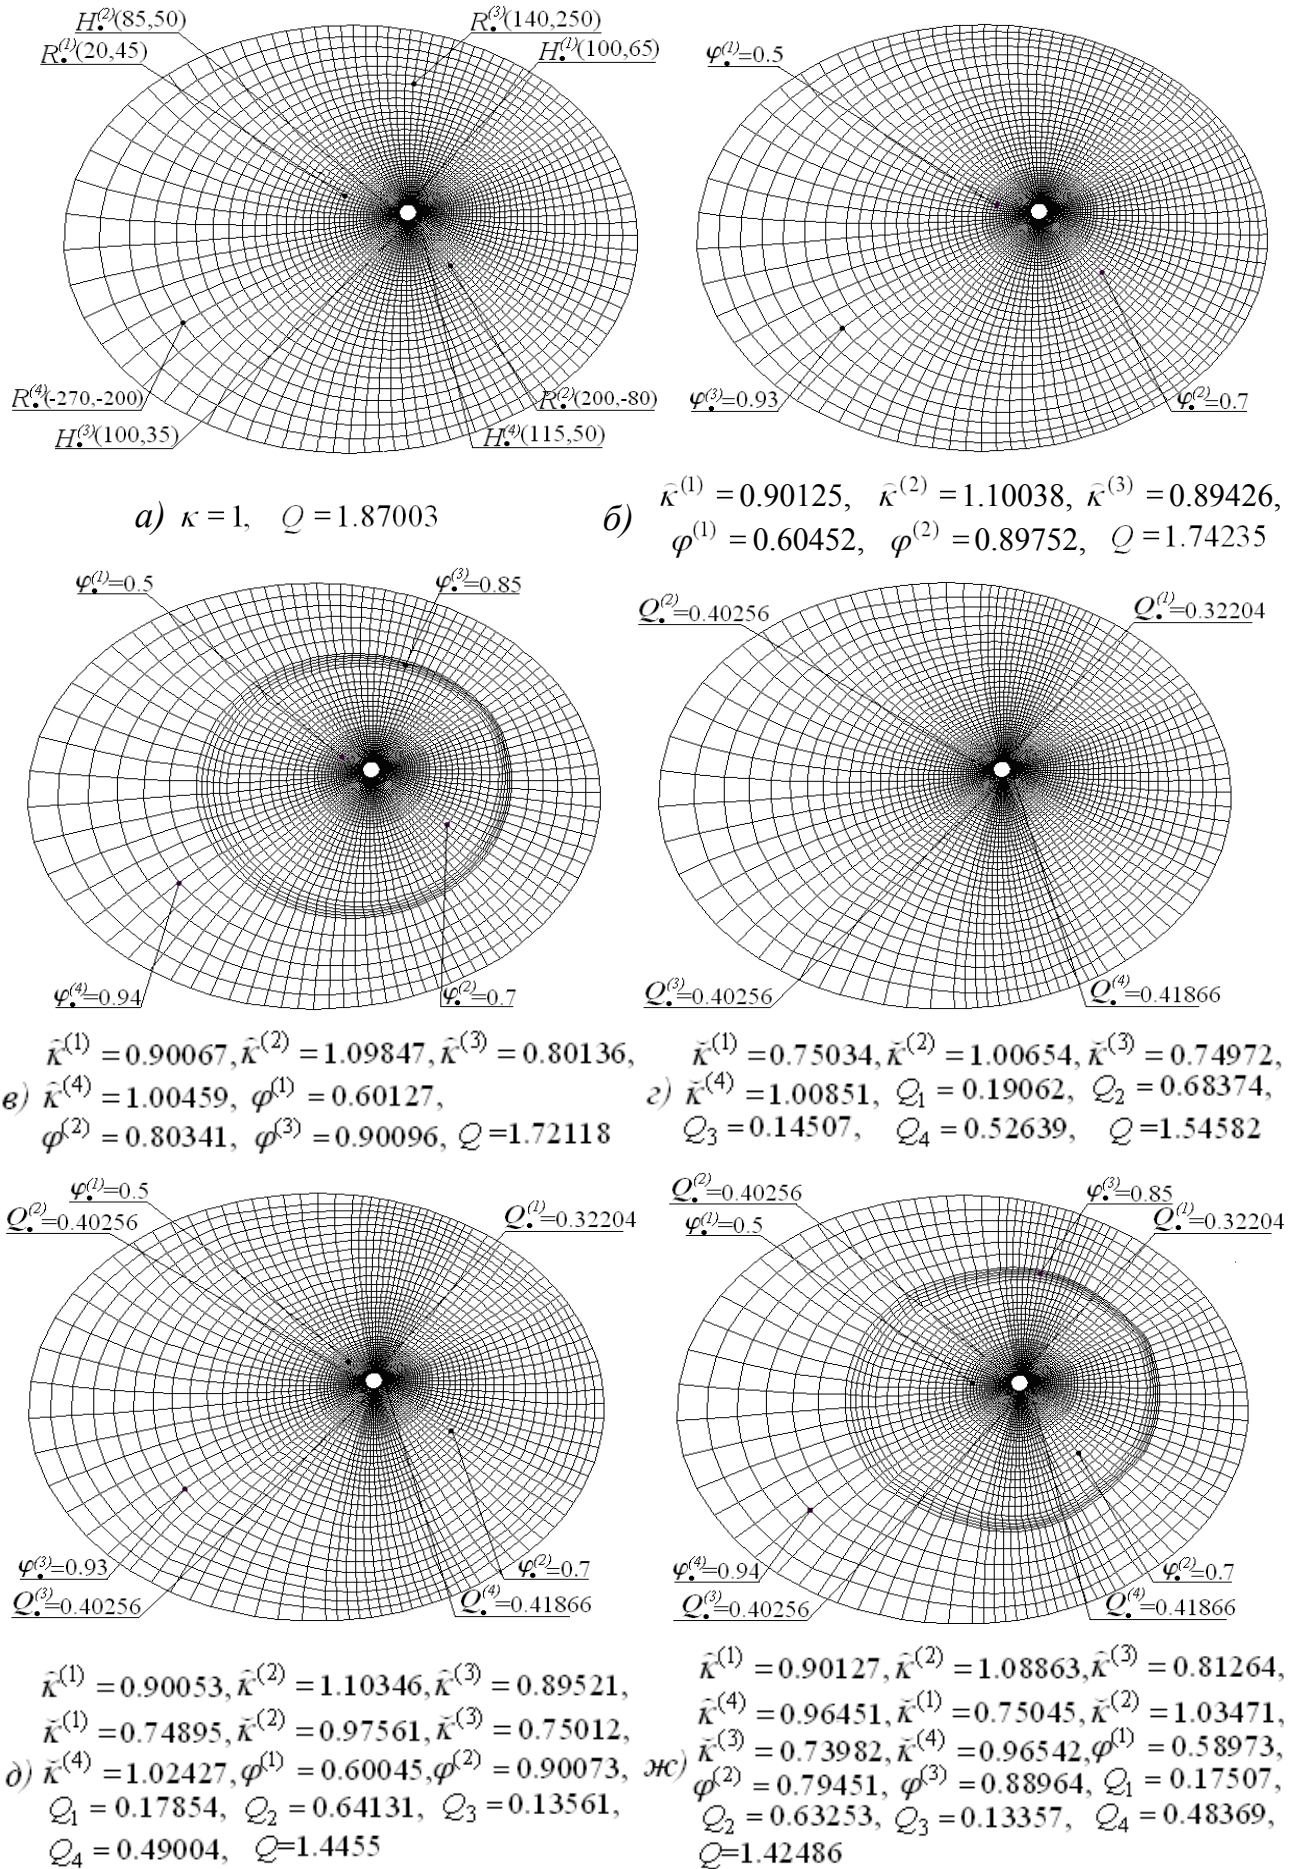 H.⁽²⁾(85,50)
R.⁽³⁾(140,250)
R.⁽¹⁾(20,45)
H.⁽¹⁾(100,65)
R.⁽⁴⁾(-270,-200)
R.⁽²⁾(200,-80)
H.⁽³⁾(100,35)
H.⁽⁴⁾(115,50)
φ.⁽¹⁾=0.5
φ.⁽³⁾=0.93
φ.⁽²⁾=0.7
а) κ = 1, Q = 1.87003
б) κ̂⁽¹⁾ = 0.90125, κ̂⁽²⁾ = 1.10038, κ̂⁽³⁾ = 0.89426,
φ⁽¹⁾ = 0.60452, φ⁽²⁾ = 0.89752, Q = 1.74235
φ.⁽¹⁾=0.5
φ.⁽³⁾=0.85
φ.⁽⁴⁾=0.94
φ.⁽²⁾=0.7
Q.⁽²⁾=0.40256
Q.⁽¹⁾=0.32204
Q.⁽³⁾=0.40256
Q.⁽⁴⁾=0.41866
κ̂⁽¹⁾ = 0.90067, κ̂⁽²⁾ = 1.09847, κ̂⁽³⁾ = 0.80136,
в) κ̂⁽⁴⁾ = 1.00459, φ⁽¹⁾ = 0.60127,
φ⁽²⁾ = 0.80341, φ⁽³⁾ = 0.90096, Q =1.72118
κ̌⁽¹⁾ = 0.75034, κ̌⁽²⁾ = 1.00654, κ̌⁽³⁾ = 0.74972,
г) κ̌⁽⁴⁾ = 1.00851, Q₁ = 0.19062, Q₂ = 0.68374,
Q₃ = 0.14507, Q₄ = 0.52639, Q =1.54582
φ.⁽¹⁾=0.5
Q.⁽²⁾=0.40256
Q.⁽¹⁾=0.32204
φ.⁽³⁾=0.93
φ.⁽²⁾=0.7
Q.⁽³⁾=0.40256
Q.⁽⁴⁾=0.41866
Q.⁽²⁾=0.40256
φ.⁽³⁾=0.85
φ.⁽¹⁾=0.5
Q.⁽¹⁾=0.32204
φ.⁽⁴⁾=0.94
φ.⁽²⁾=0.7
Q.⁽³⁾=0.40256
Q.⁽⁴⁾=0.41866
κ̂⁽¹⁾ = 0.90053, κ̂⁽²⁾ = 1.10346, κ̂⁽³⁾ = 0.89521,
κ̌⁽¹⁾ = 0.74895, κ̌⁽²⁾ = 0.97561, κ̌⁽³⁾ = 0.75012,
д) κ̌⁽⁴⁾ = 1.02427, φ⁽¹⁾ = 0.60045, φ⁽²⁾ = 0.90073,
Q₁ = 0.17854, Q₂ = 0.64131, Q₃ = 0.13561,
Q₄ = 0.49004, Q=1.4455
κ̂⁽¹⁾ = 0.90127, κ̂⁽²⁾ = 1.08863, κ̂⁽³⁾ = 0.81264,
κ̂⁽⁴⁾ = 0.96451, κ̌⁽¹⁾ = 0.75045, κ̌⁽²⁾ = 1.03471,
ж) κ̌⁽³⁾ = 0.73982, κ̌⁽⁴⁾ = 0.96542, φ⁽¹⁾ = 0.58973,
φ⁽²⁾ = 0.79451, φ⁽³⁾ = 0.88964, Q₁ = 0.17507,
Q₂ = 0.63253, Q₃ = 0.13357, Q₄ = 0.48369,
Q=1.42486